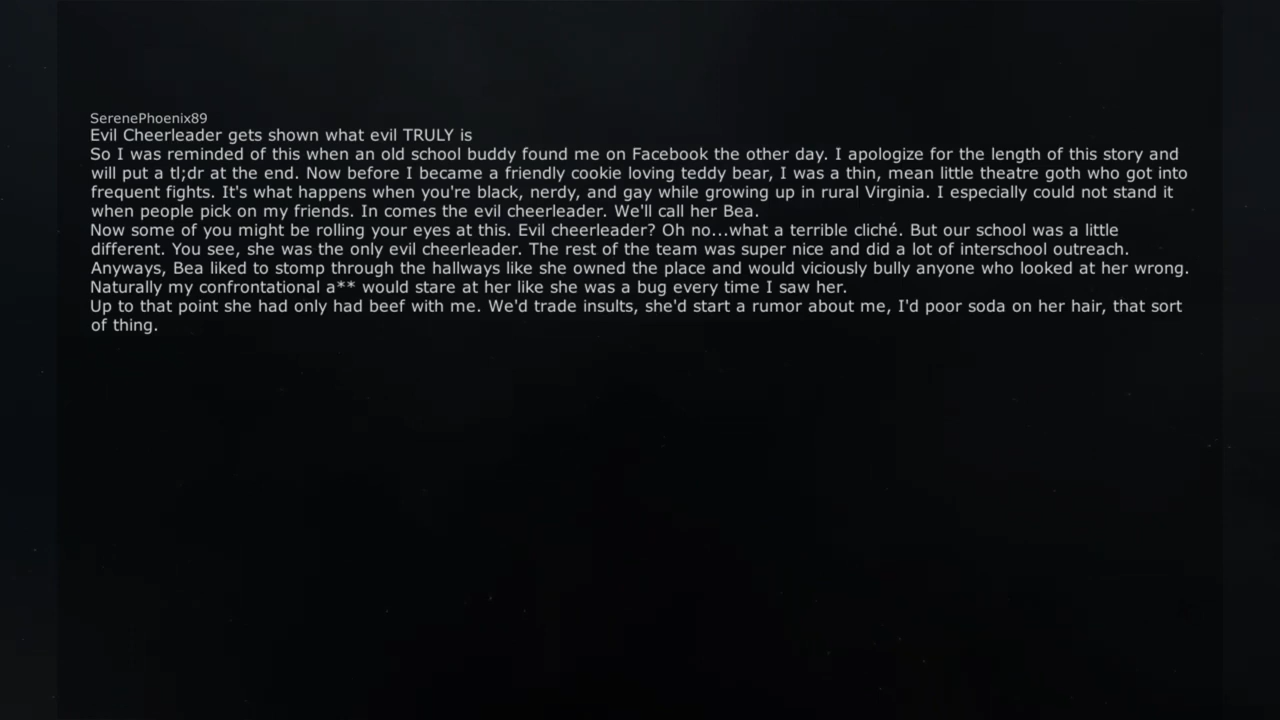 SerenePhoenix89
Evil Cheerleader gets shown what evil TRULY is
So I was reminded of this when an old school buddy found me on Facebook the other day. I apologize for the length of this story and
will put a tl;dr at the end. Now before I became a friendly cookie loving teddy bear, I was a thin, mean little theatre goth who got into
frequent fights. It's what happens when you're black, nerdy, and gay while growing up in rural Virginia. I especially could not stand it
when people pick on my friends. In comes the evil cheerleader. We'll call her Bea.
Now some of you might be rolling your eyes at this. Evil cheerleader? Oh no...what a terrible cliché. But our school was a little
different. You see, she was the only evil cheerleader. The rest of the team was super nice and did a lot of interschool outreach.
Anyways, Bea liked to stomp through the hallways like she owned the place and would viciously bully anyone who looked at her wrong.
Naturally my confrontational a** would stare at her like she was a bug every time I saw her.
Up to that point she had only had beef with me. We'd trade insults, she'd start a rumor about me, I'd poor soda on her hair, that sort
of thing.